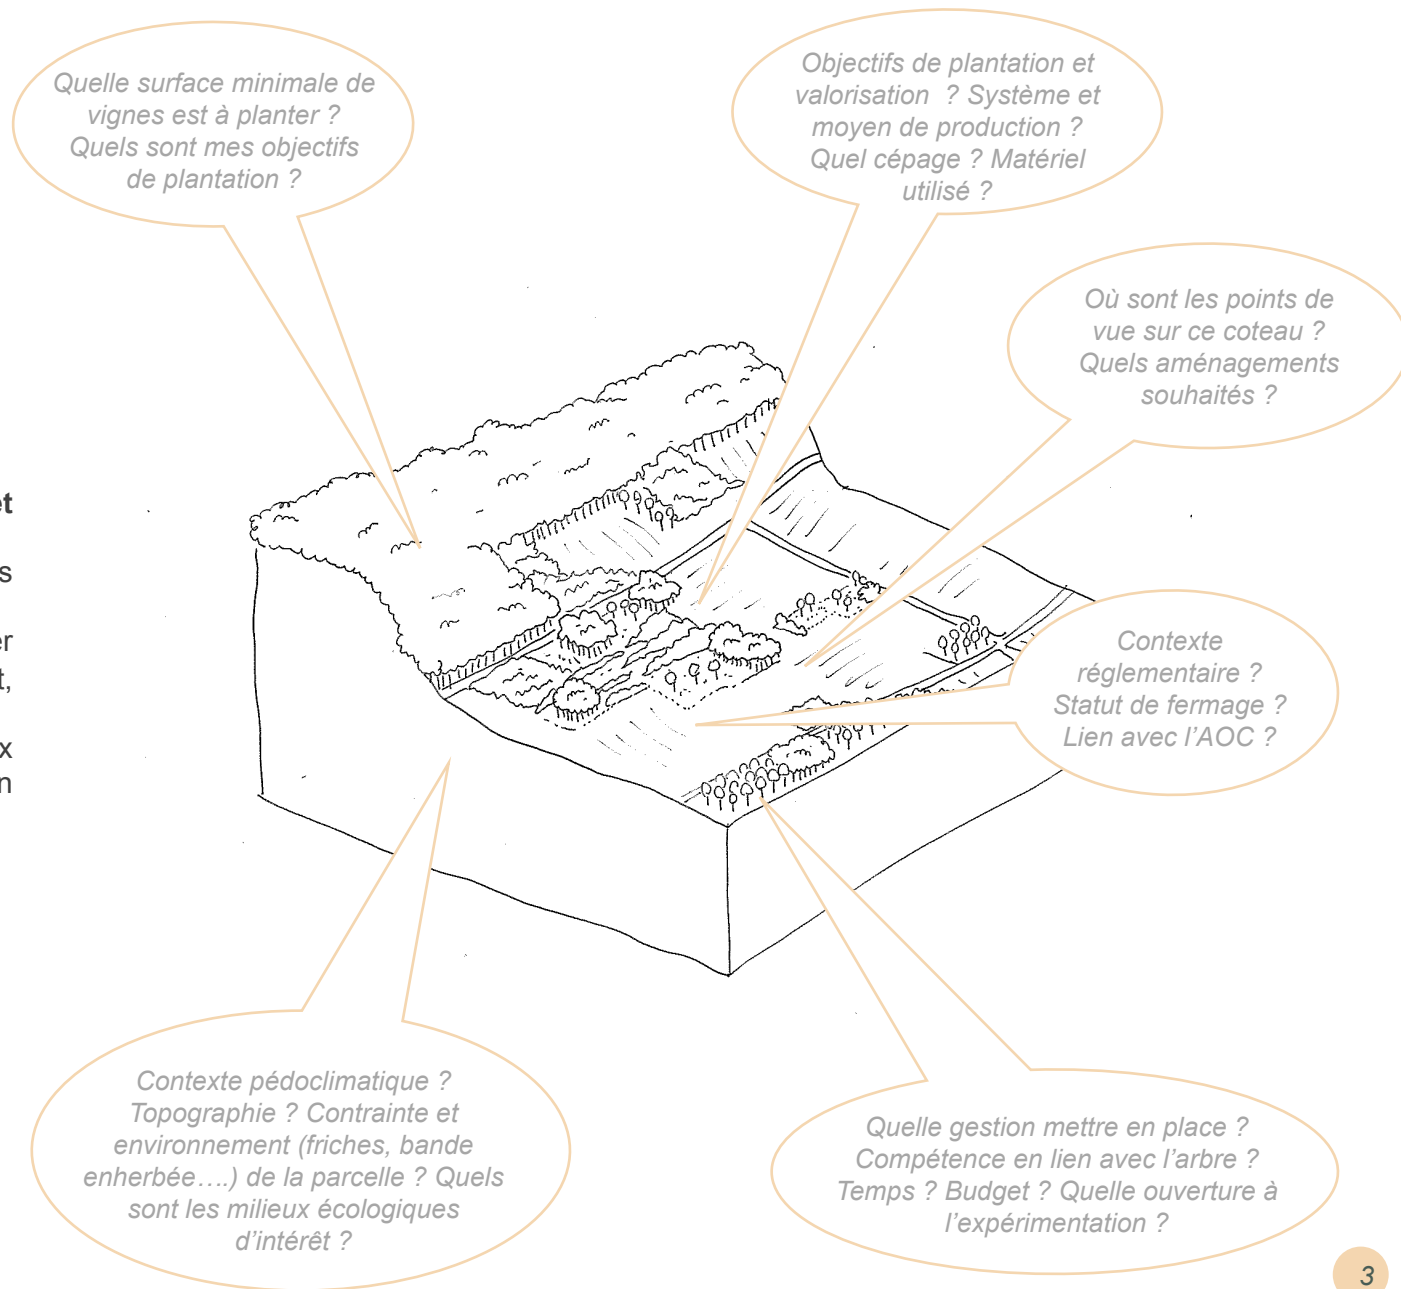 Quelle surface minimale de
vignes est à planter ?
Quels sont mes objectifs
de plantation ?
Objectifs de plantation et
valorisation  ? Système et
moyen de production ?
Quel cépage ? Matériel
utilisé ?
Où sont les points de
vue sur ce coteau ?
Quels aménagements
souhaités ?
et
s
er
t,
x
n
Contexte
réglementaire ?
Statut de fermage ?
Lien avec l’AOC ?
Contexte pédoclimatique ?
Topographie ? Contrainte et
environnement (friches, bande
enherbée….) de la parcelle ? Quels
sont les milieux écologiques
d’intérêt ?
Quelle gestion mettre en place ?
Compétence en lien avec l’arbre ?
Temps ? Budget ? Quelle ouverture à
l’expérimentation ?
3